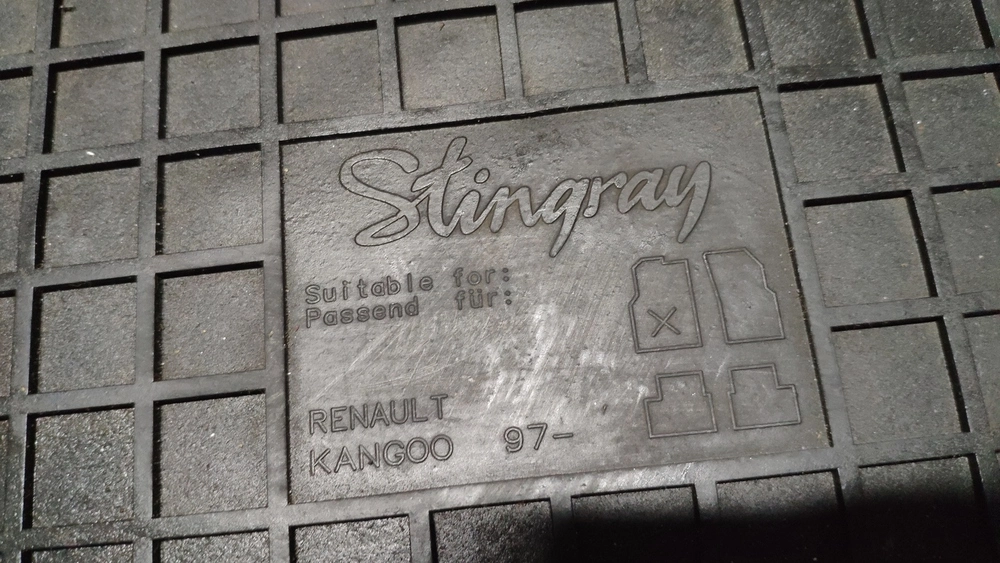 Stingray
Suitable for:
Passend für:
RENAULT
KANGOO 97-